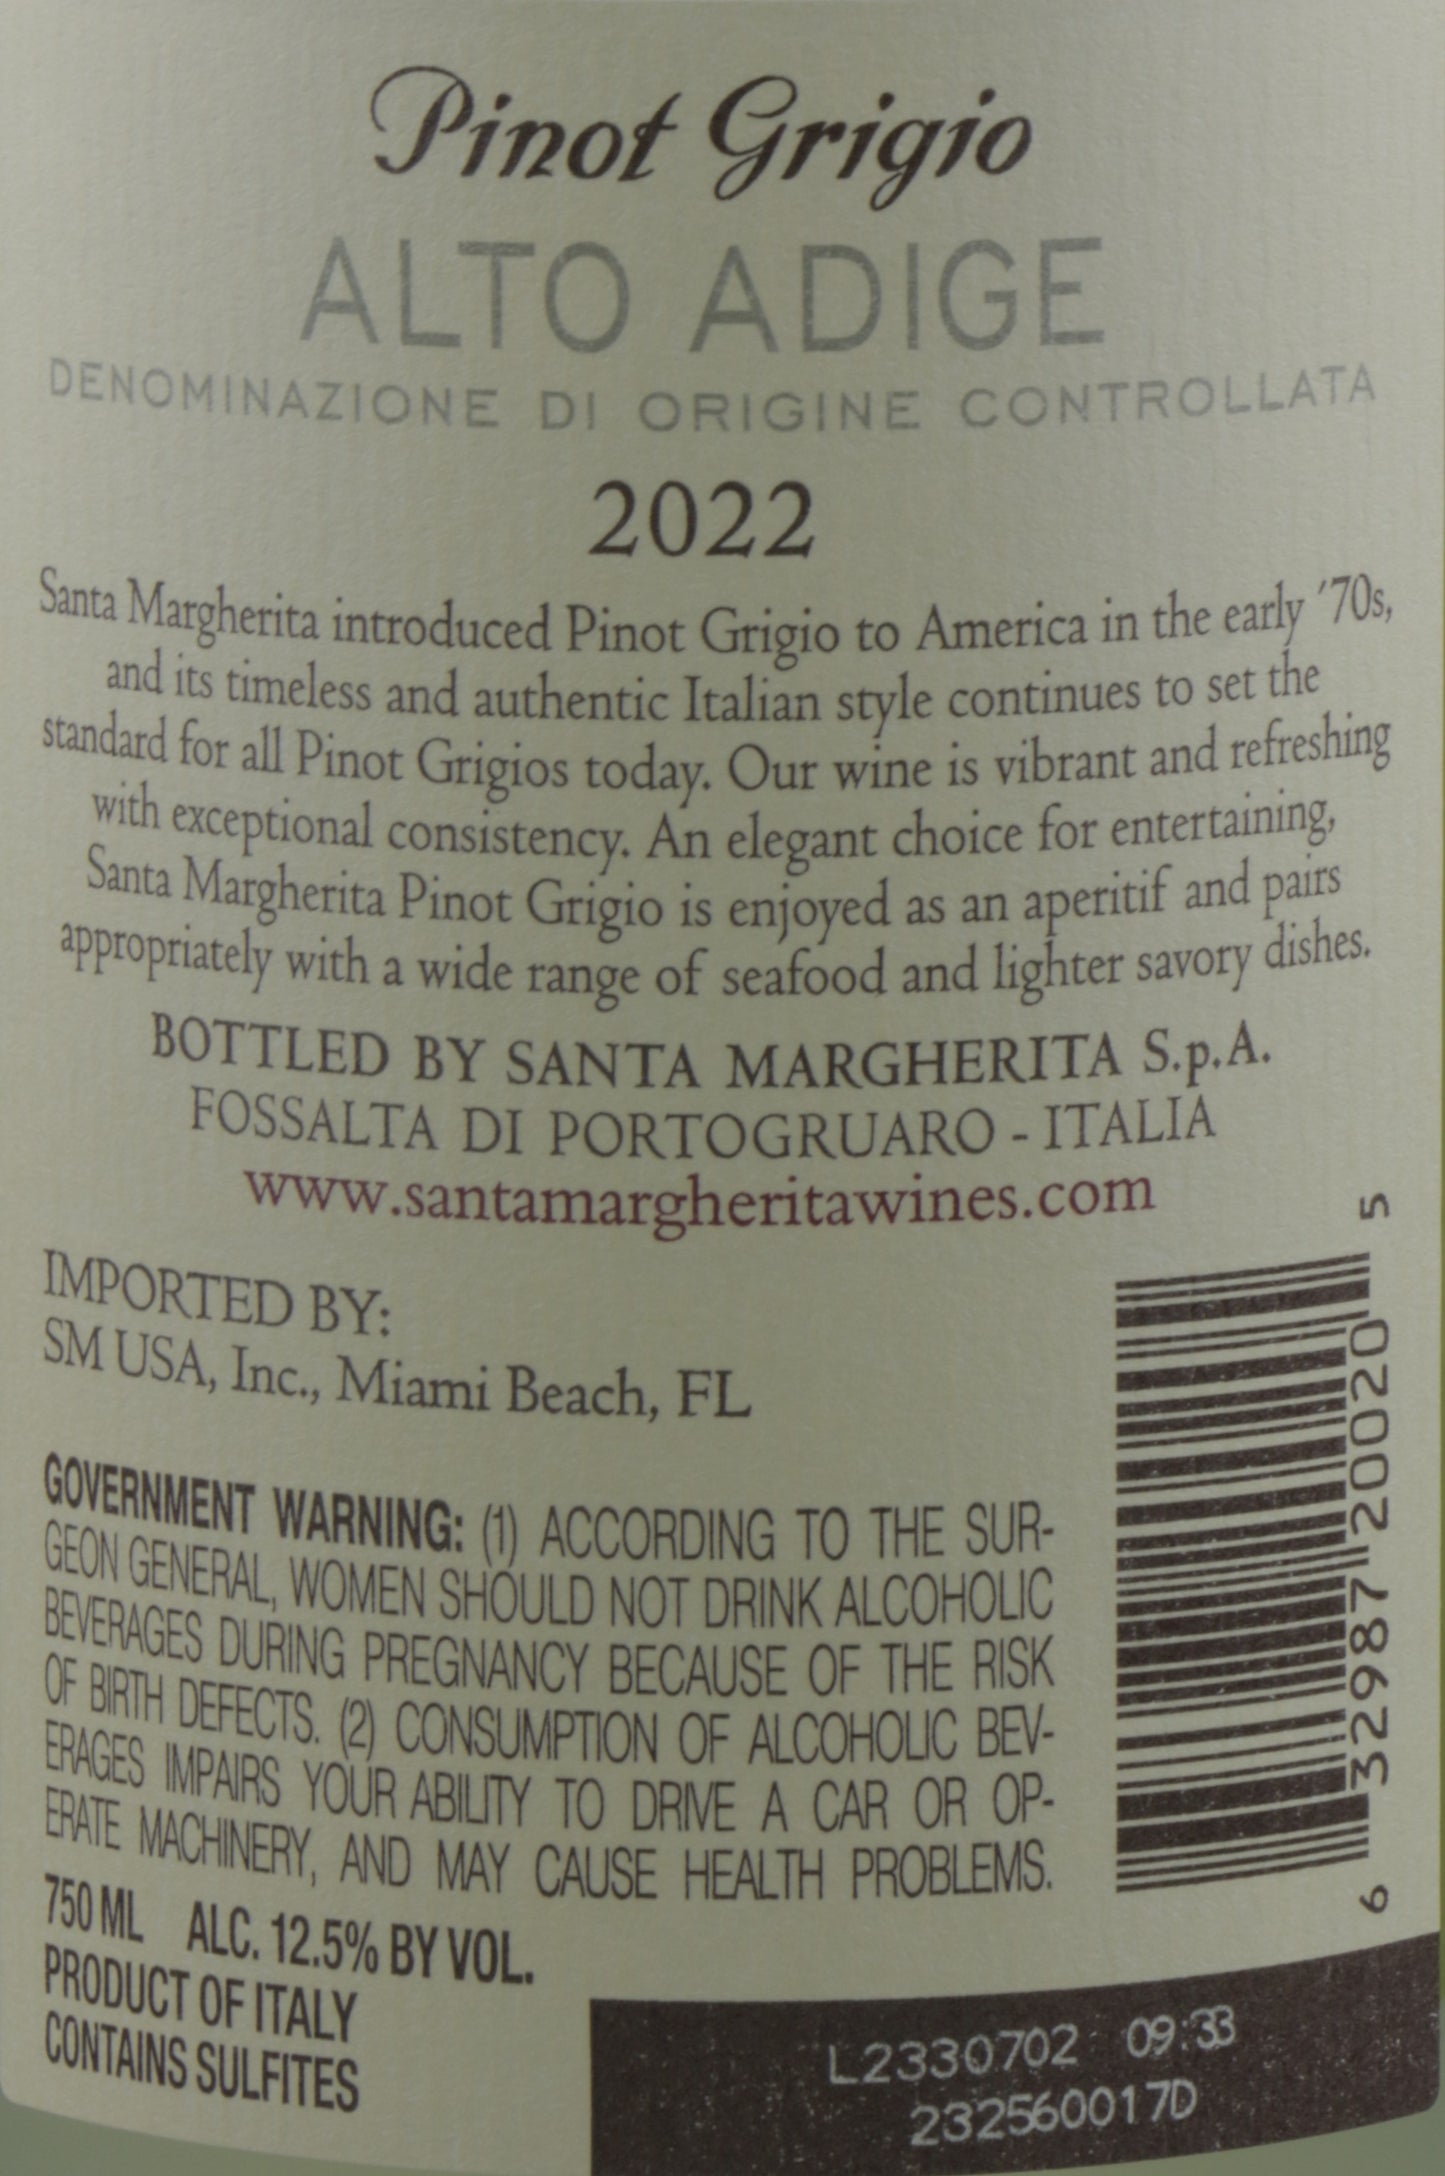 Pinot Grigio
ALTO ADIGE
DENOMINAZIONE DI ORIGINE CONTROLLATA
2022
Santa Margherita introduced Pinot Grigio to America in the early '70s,
and its timeless and authentic Italian style continues to set the
standard for all Pinot Grigios today. Our wine is vibrant and refreshing
with exceptional consistency. An elegant choice for entertaining,
Santa Margherita Pinot Grigio is enjoyed as an aperitif and pairs
appropriately with a wide range of seafood and lighter savory dishes.
BOTTLED BY SANTA MARGHERITA S.p.A.
FOSSALTA DI PORTOGRUARO - ITALIA
www.santamargheritawines.com
IMPORTED BY:
SM USA, Inc., Miami Beach, FL
GOVERNMENT WARNING: (1) ACCORDING TO THE SUR-
GEON GENERAL, WOMEN SHOULD NOT DRINK ALCOHOLIC
BEVERAGES DURING PREGNANCY BECAUSE OF THE RISK
OF BIRTH DEFECTS. (2) CONSUMPTION OF ALCOHOLIC BEV-
ERAGES IMPAIRS YOUR ABILITY TO DRIVE A CAR OR OP-
ERATE MACHINERY, AND MAY CAUSE HEALTH PROBLEMS.
750 ML ALC. 12.5% BY VOL.
PRODUCT OF ITALY
CONTAINS SULFITES
6 32987 20020 5
L2330702 09:33
232560017D